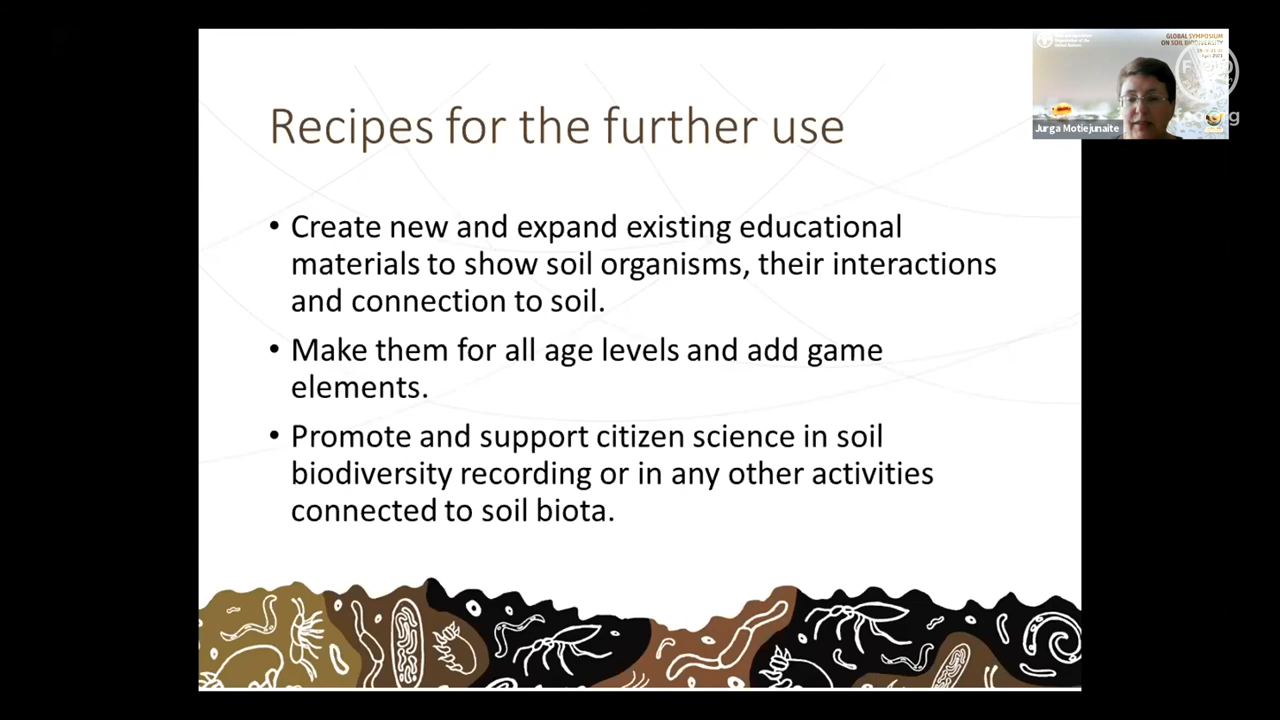 Recipes for the further use
• Create new and expand existing educational
materials to show soil organisms, their interactions
and connection to soil.
• Make them for all age levels and add game
elements.
• Promote and support citizen science in soil
biodiversity recording or in any other activities
connected to soil biota.
GLOBAL SYMPOSIUM
ON SOIL BIODIVERSITY
Jurga Motiejunaite